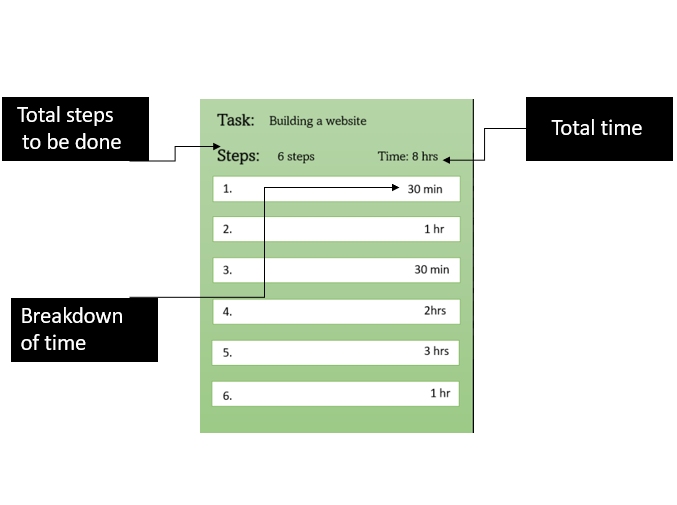 Total steps
to be done
Task: Building a website
Total time
Steps: 6 steps Time: 8 hrs
1. 30 min
2. 1 hr
3. 30 min
Breakdown
of time
4. 2hrs
5. 3 hrs
6. 1 hr